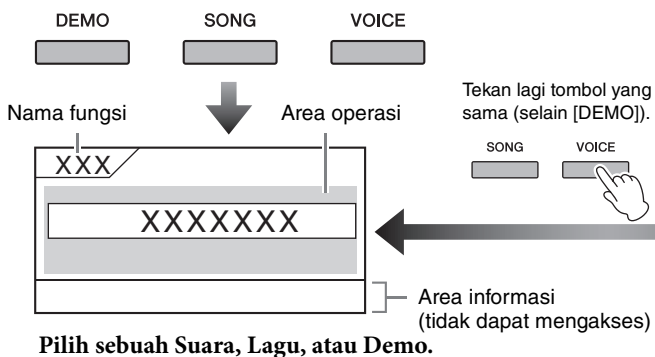 DEMO SONG VOICE
Tekan lagi tombol yang
sama (selain [DEMO]).
Nama fungsi Area operasi
SONG VOICE
XXX
XXXXXXX
Area informasi
(tidak dapat mengakses)
Pilih sebuah Suara, Lagu, atau Demo.